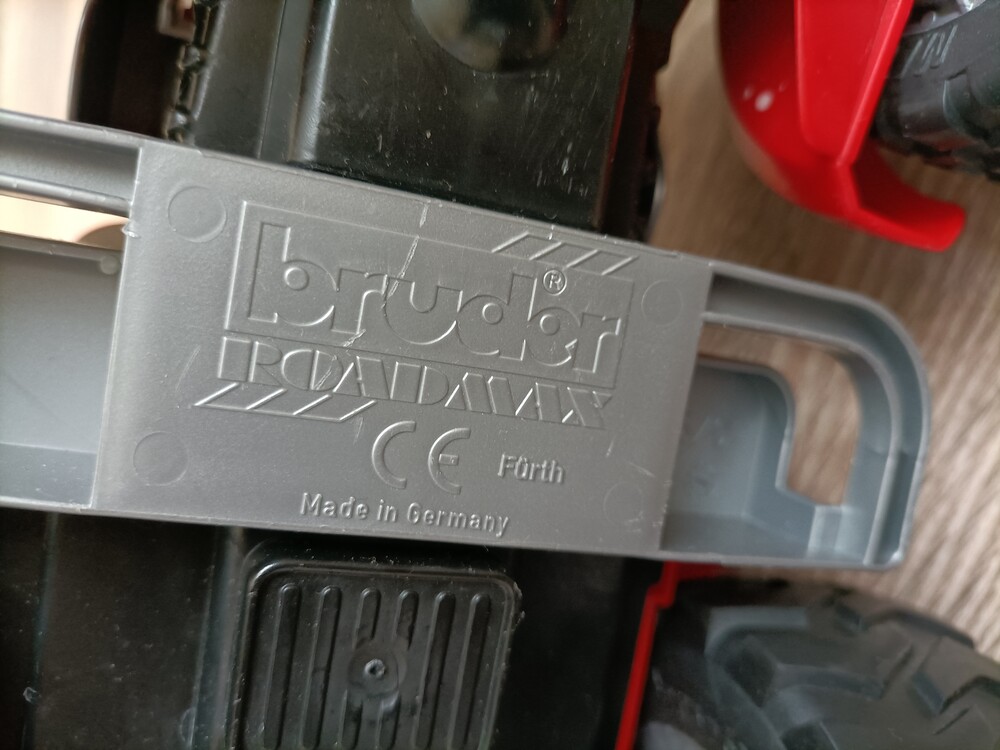 bruder®
ROADMAX
CE Fürth
Made in Germany